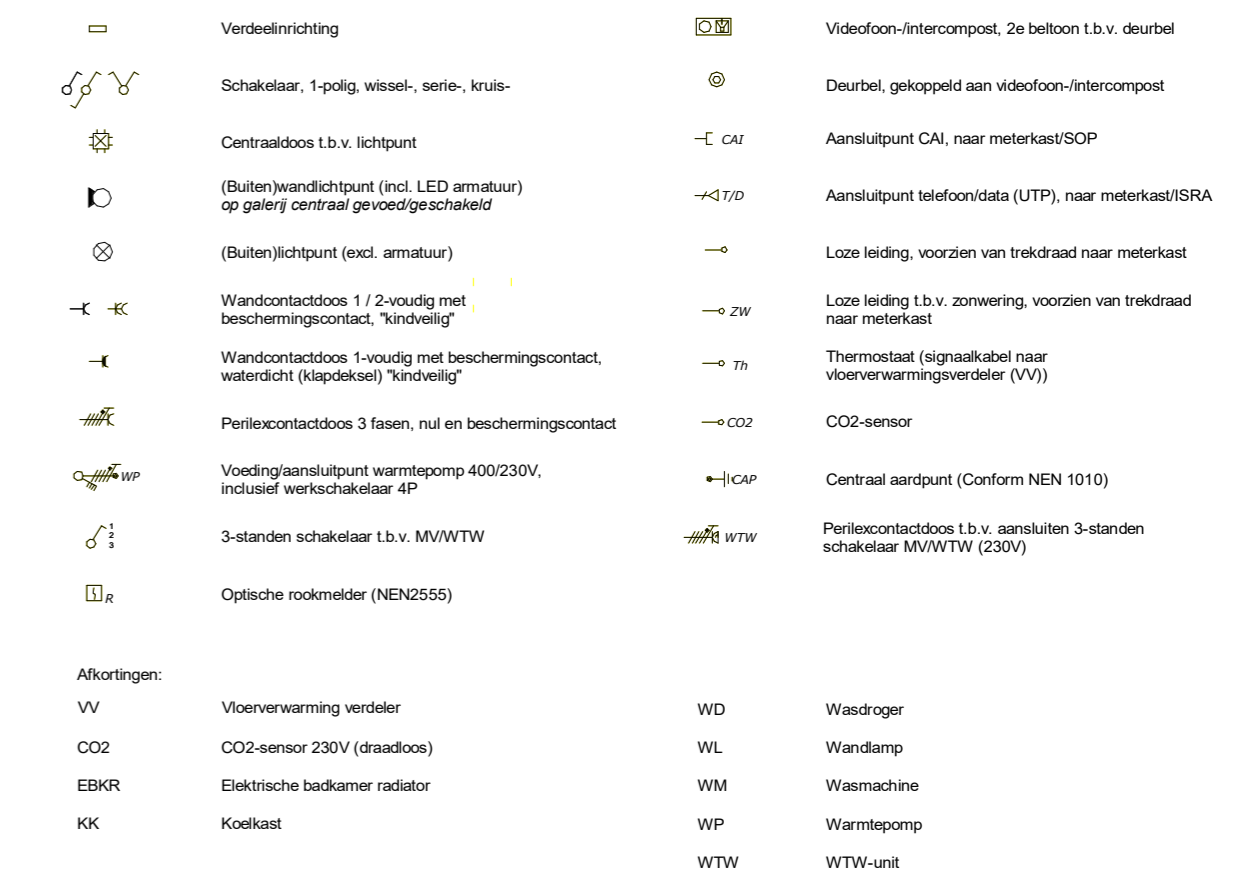 Verdeelinrichting
Schakelaar, 1-polig, wissel-, serie-, kruis-
Centraaldoos t.b.v. lichtpunt
(Buiten)wandlichtpunt (incl. LED armatuur)
op galerij centraal gevoed/geschakeld
(Buiten)lichtpunt (excl. armatuur)
Wandcontactdoos 1 / 2-voudig met
beschermingscontact, "kindveilig"
Wandcontactdoos 1-voudig met beschermingscontact,
waterdicht (klapdeksel) "kindveilig"
Perilexcontactdoos 3 fasen, nul en beschermingscontact
WP
Voeding/aansluitpunt warmtepomp 400/230V,
inclusief werkschakelaar 4P
1
2
3
3-standen schakelaar t.b.v. MV/WTW
R
Optische rookmelder (NEN2555)
Videofoon-/intercompost, 2e beltoon t.b.v. deurbel
Deurbel, gekoppeld aan videofoon-/intercompost
CAI
Aansluitpunt CAI, naar meterkast/SOP
T/D
Aansluitpunt telefoon/data (UTP), naar meterkast/ISRA
Loze leiding, voorzien van trekdraad naar meterkast
ZW
Loze leiding t.b.v. zonwering, voorzien van trekdraad
naar meterkast
Th
Thermostaat (signaalkabel naar
vloerverwarmingsverdeler (VV))
CO2
CO2-sensor
CAP
Centraal aardpunt (Conform NEN 1010)
WTW
Perilexcontactdoos t.b.v. aansluiten 3-standen
schakelaar MV/WTW (230V)
Afkortingen:
VV Vloerverwarming verdeler
CO2 CO2-sensor 230V (draadloos)
EBKR Elektrische badkamer radiator
KK Koelkast
WD Wasdroger
WL Wandlamp
WM Wasmachine
WP Warmtepomp
WTW WTW-unit